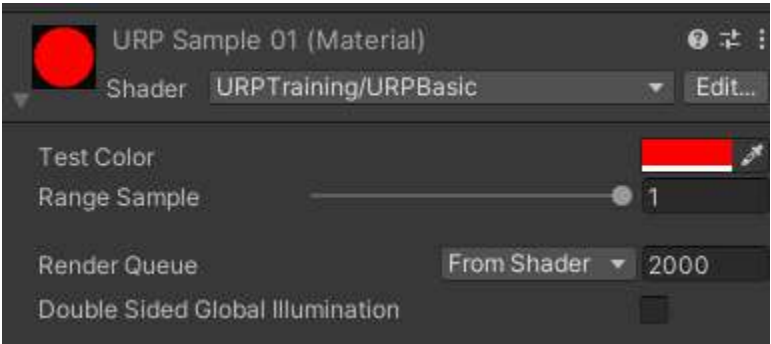 URP Sample 01 (Material)
Shader URPTraining/URPBasic Edit...
Test Color
Range Sample 1
Render Queue From Shader 2000
Double Sided Global Illumination